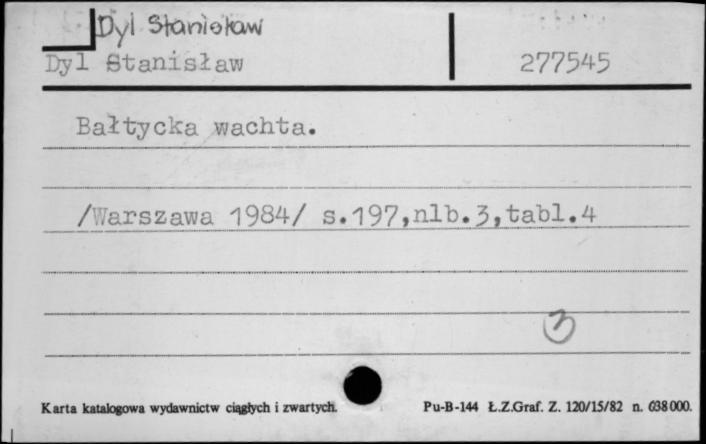 Dyl Stanisław
Dyl Stanisław 277545
Bałtycka wachta.
/Warszawa 1984/ s.197,nlb.3,tabl.4
3
Karta katalogowa wydawnictw ciągłych i zwartych. Pu-B-144 Ł.Z.Graf. Z. 120/15/82 n. 638000.